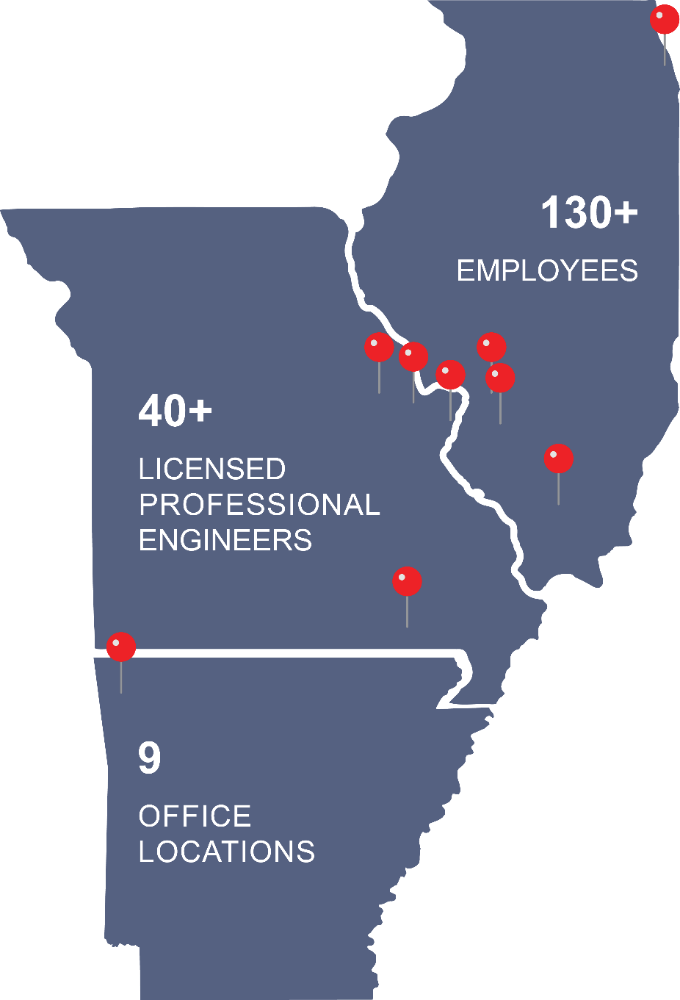 130+
EMPLOYEES
40+
LICENSED
PROFESSIONAL
ENGINEERS
9
OFFICE
LOCATIONS